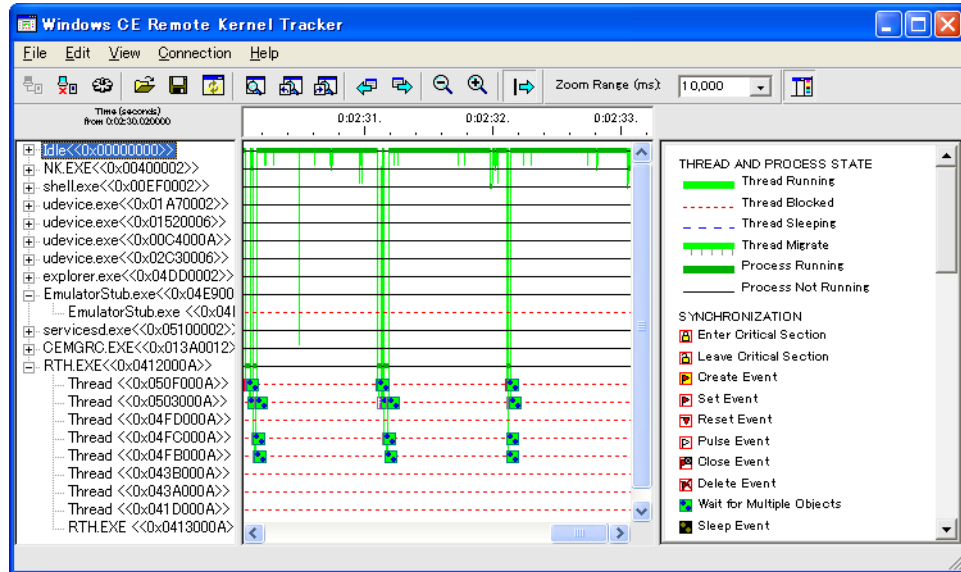 Windows CE Remote Kernel Tracker
File Edit View Connection Help
Zoom Range (ms): 10,000
Time (seconds)
from 0:02:30.020000
0:02:31. 0:02:32. 0:02:33.
Idle<<0x00000000>>
NK.EXE<<0x00400002>>
shell.exe<<0x00EF0002>>
udevice.exe<<0x01A70002>>
udevice.exe<<0x01520006>>
udevice.exe<<0x00C4000A>>
udevice.exe<<0x02C30006>>
explorer.exe<<0x04DD0002>>
EmulatorStub.exe<<0x04E900
EmulatorStub.exe <<0x04
servicesd.exe<<0x05100002>>
CEMGRC.EXE<<0x013A0012>
RTH.EXE<<0x0412000A>>
Thread <<0x050F000A>>
Thread <<0x0503000A>>
Thread <<0x04FD000A>>
Thread <<0x04FC000A>>
Thread <<0x04FB000A>>
Thread <<0x043B000A>>
Thread <<0x043A000A>>
Thread <<0x041D000A>>
RTH.EXE <<0x0413000A>
THREAD AND PROCESS STATE
Thread Running
Thread Blocked
Thread Sleeping
Thread Migrate
Process Running
Process Not Running
SYNCHRONIZATION
Enter Critical Section
Leave Critical Section
Create Event
Set Event
Reset Event
Pulse Event
Close Event
Delete Event
Wait for Multiple Objects
Sleep Event